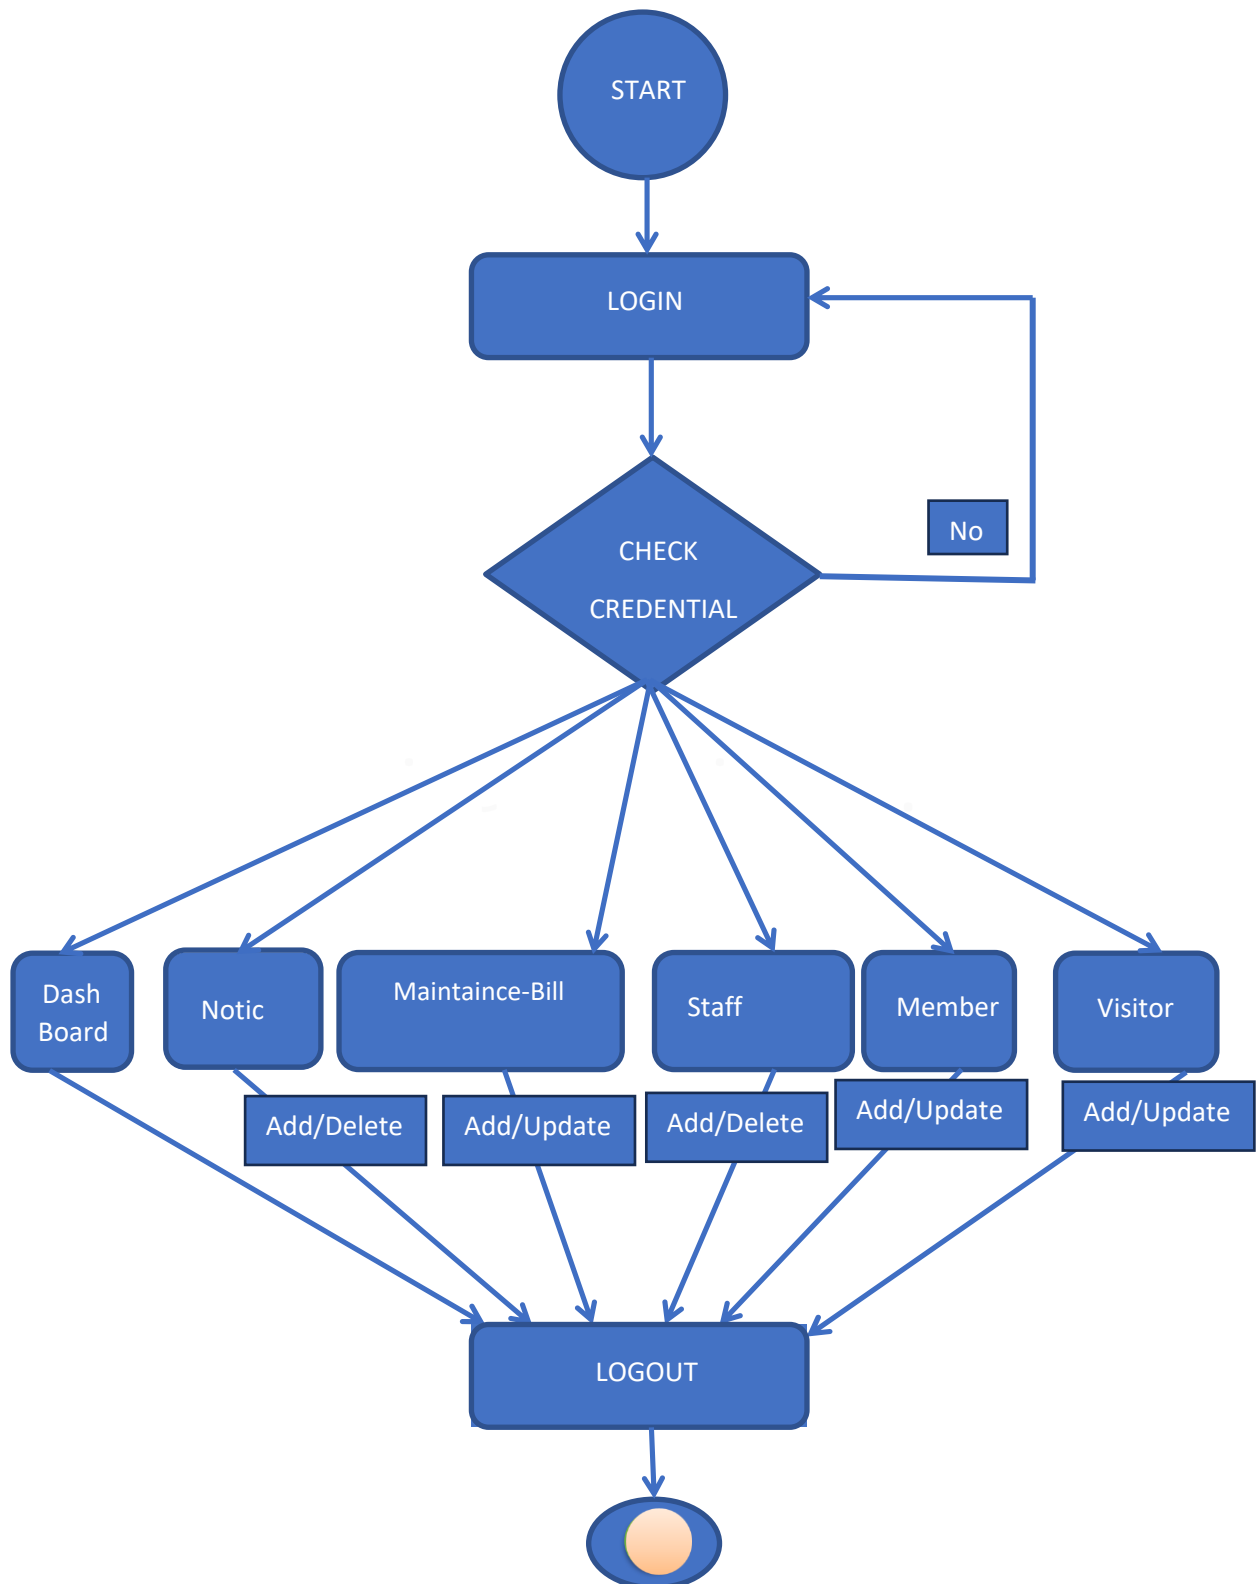 START
LOGIN
No
CHECK
CREDENTIAL
Dash
Board
Notic
Maintaince-Bill
Staff
Member
Visitor
Add/Delete
Add/Update
Add/Delete
Add/Update
Add/Update
LOGOUT